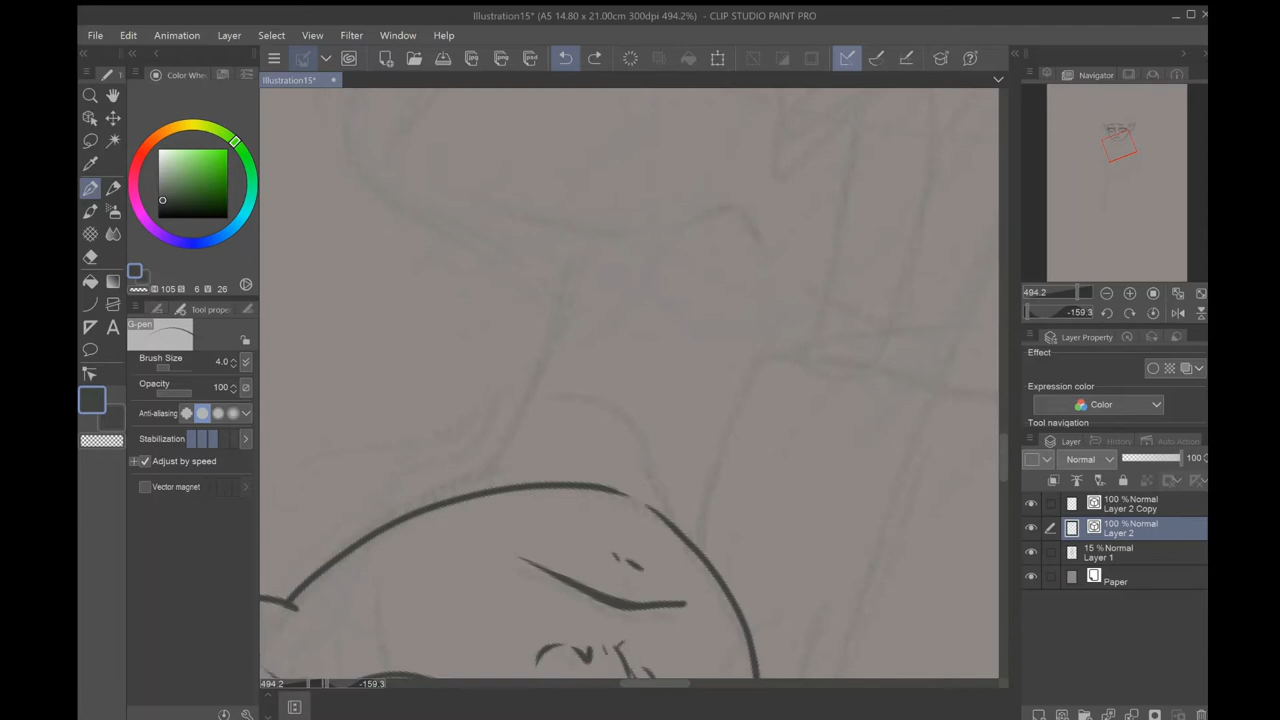 Illustration15* (A5 14.80 x 21.00cm 300dpi 494.2%) - CLIP STUDIO PAINT PRO
File Edit Animation Layer Select View Filter Window Help
jpg png psd
Color Whee
Illustration15*
Navigator
H 105 S 6 V 26
Tool prope
G-pen
Brush Size 4.0
Opacity 100
Anti-aliasing
Stabilization
Adjust by speed
Vector magnet
494.2
-159.3
Layer Property
Effect
Expression color
Color
Tool navigation
Layer History Auto Action
Normal 100
100 %Normal
Layer 2 Copy
100 %Normal
Layer 2
15 %Normal
Layer 1
Paper
494.2 -159.3